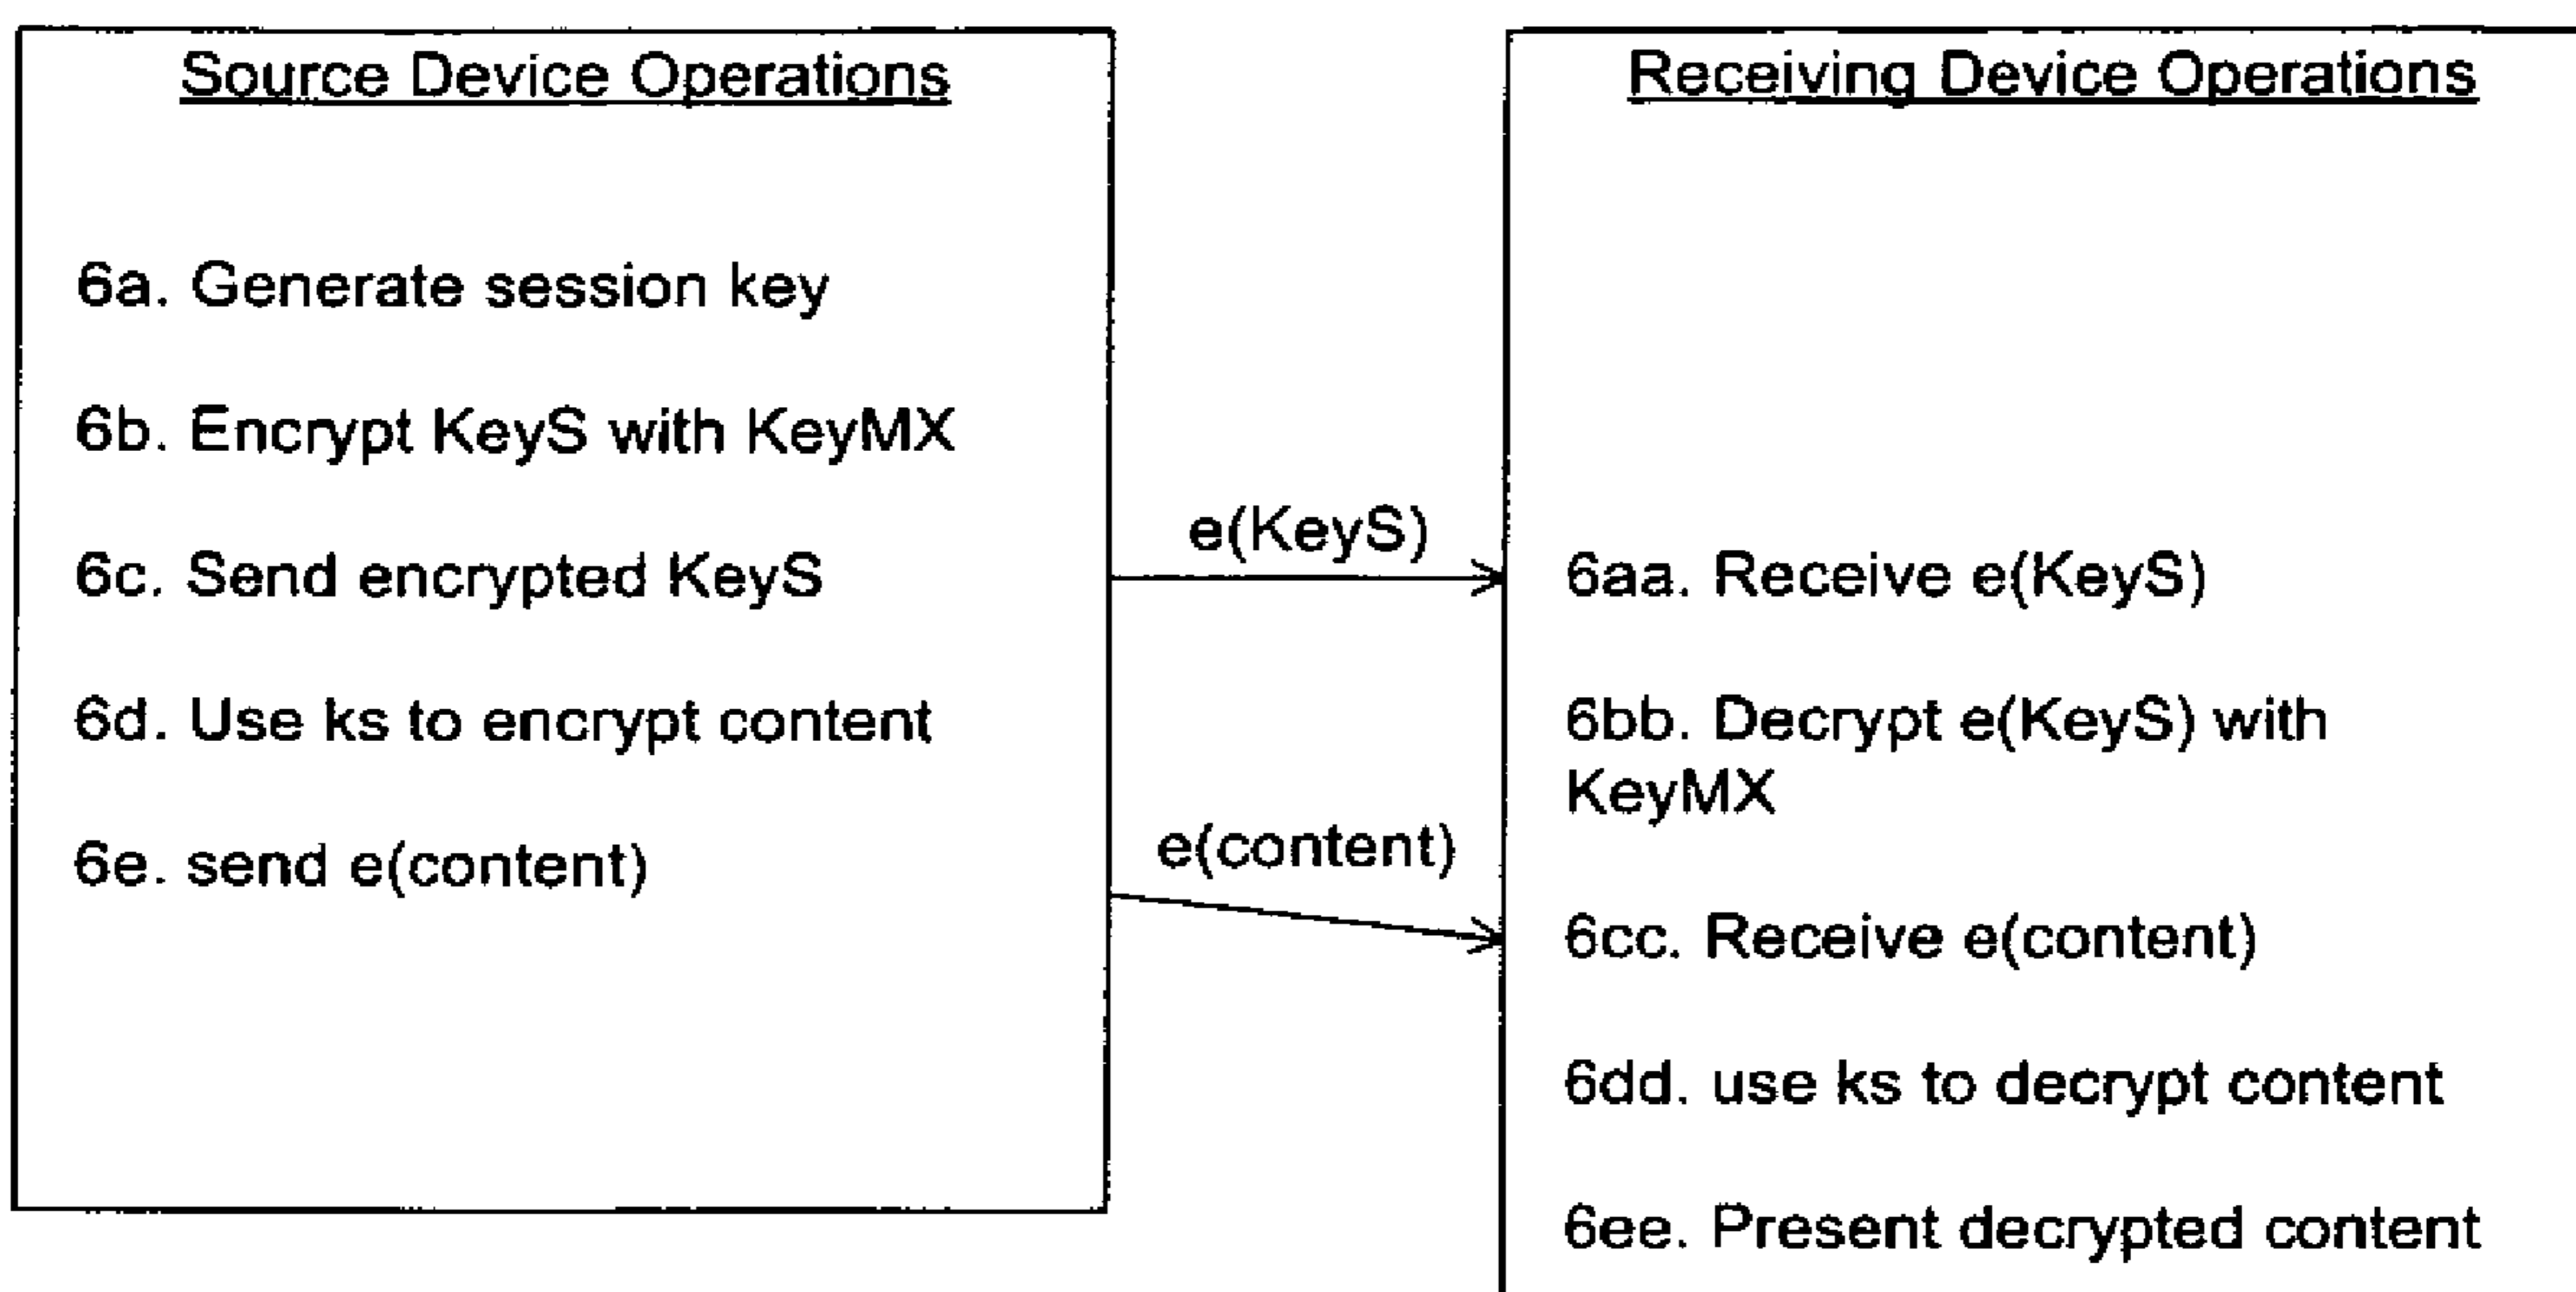 Source Device Operations
6a. Generate session key
6b. Encrypt KeyS with KeyMX
6c. Send encrypted KeyS
6d. Use ks to encrypt content
6e. send e(content)
e(KeyS)
e(content)
Receiving Device Operations
6aa. Receive e(KeyS)
6bb. Decrypt e(KeyS) with
KeyMX
6cc. Receive e(content)
6dd. use ks to decrypt content
6ee. Present decrypted content